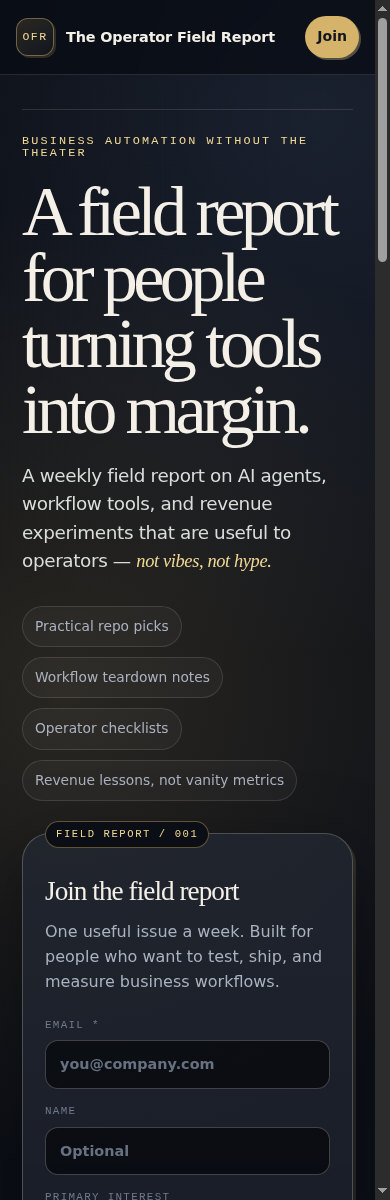 OFR
The Operator Field Report
Join
BUSINESS AUTOMATION WITHOUT THE
THEATER
A field report
for people
turning tools
into margin.
A weekly field report on AI agents,
workflow tools, and revenue
experiments that are useful to
operators — not vibes, not hype.
Practical repo picks
Workflow teardown notes
Operator checklists
Revenue lessons, not vanity metrics
FIELD REPORT / 001
Join the field report
One useful issue a week. Built for
people who want to test, ship, and
measure business workflows.
EMAIL *
you@company.com
NAME
Optional
PRIMARY INTEREST